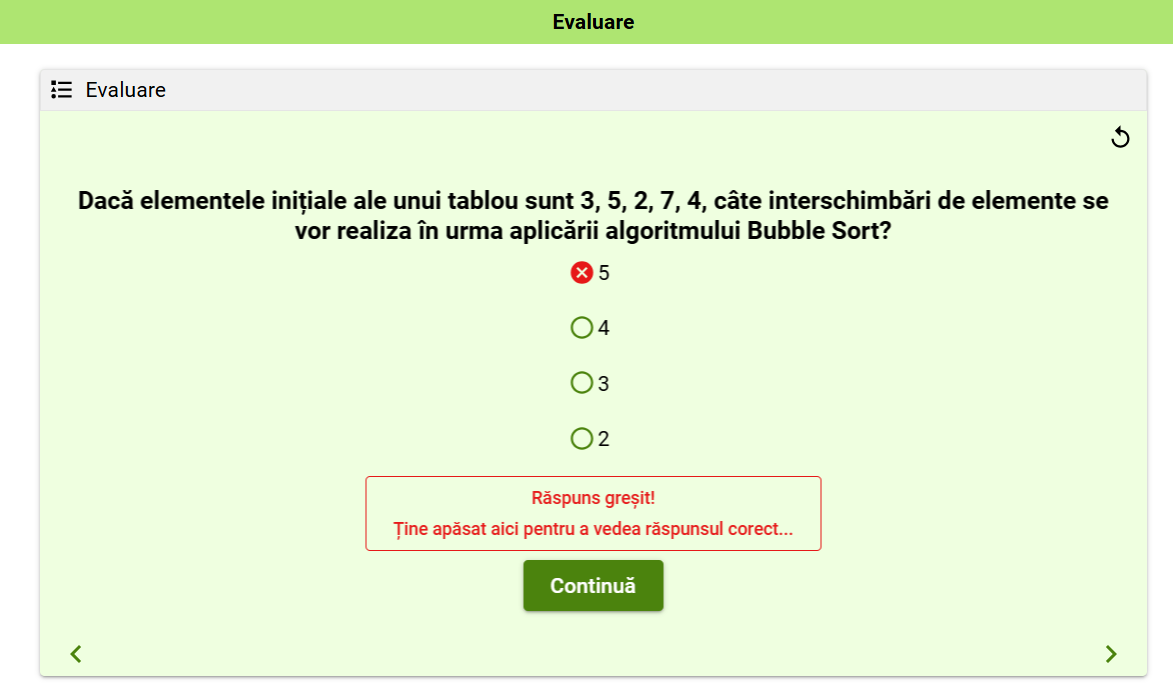 Evaluare
Evaluare
Dacă elementele inițiale ale unui tablou sunt 3, 5, 2, 7, 4, câte interschimbări de elemente se
vor realiza în urma aplicării algoritmului Bubble Sort?
5
4
3
2
Răspuns greșit!
Ține apăsat aici pentru a vedea răspunsul corect...
Continuă